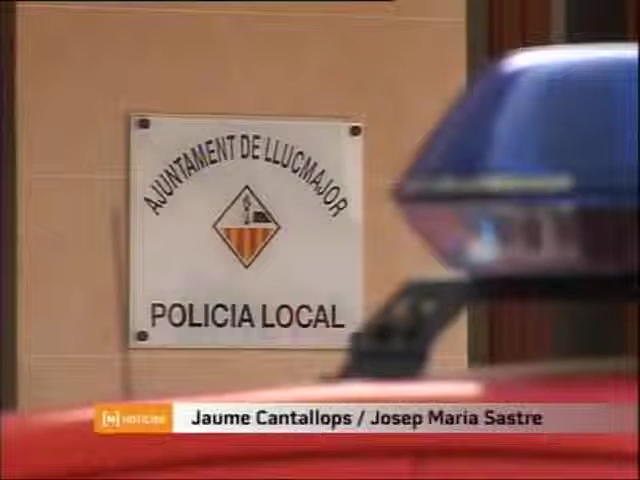 AJUNTAMENT DE LLUCMAJOR
POLICIA LOCAL
[N] NOTICIES Jaume Cantallops / Josep Maria Sastre